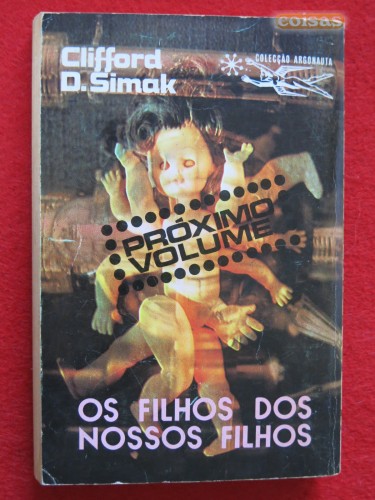 coisas
Clifford
D. Simak
COLECÇÃO ARGONAUTA
PRÓXIMO
VOLUME
OS FILHOS DOS
NOSSOS FILHOS